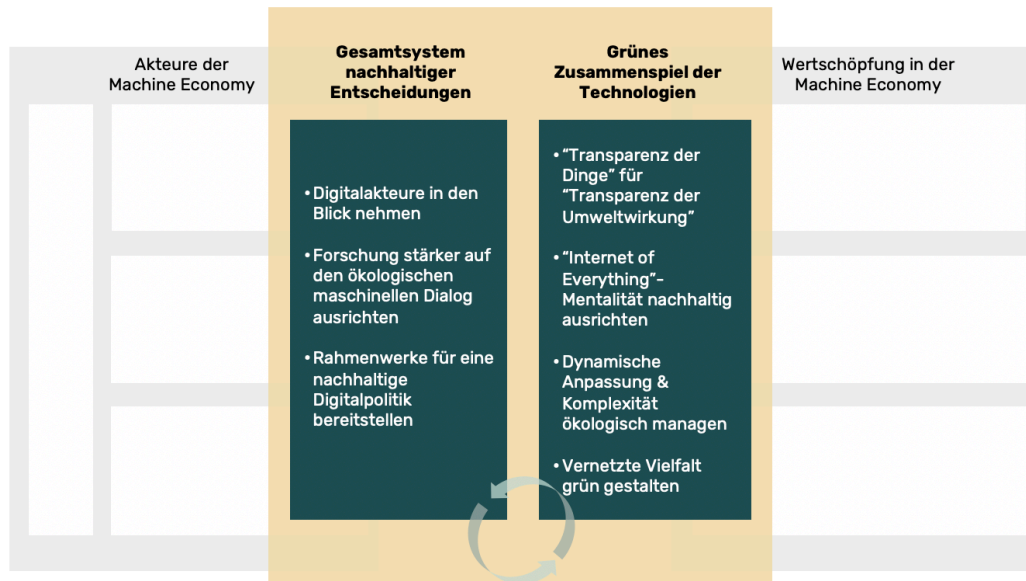 Akteure der
Machine Economy
Gesamtsystem
nachhaltiger
Entscheidungen
Grünes
Zusammenspiel der
Technologien
Wertschöpfung in der
Machine Economy
• Digitalakteure in den
Blick nehmen
• Forschung stärker auf
den ökologischen
maschinellen Dialog
ausrichten
• Rahmenwerke für eine
nachhaltige
Digitalpolitik
bereitstellen
• “Transparenz der
Dinge” für
“Transparenz der
Umweltwirkung”
• “Internet of
Everything”-
Mentalität nachhaltig
ausrichten
• Dynamische
Anpassung &
Komplexität
ökologisch managen
• Vernetzte Vielfalt
grün gestalten